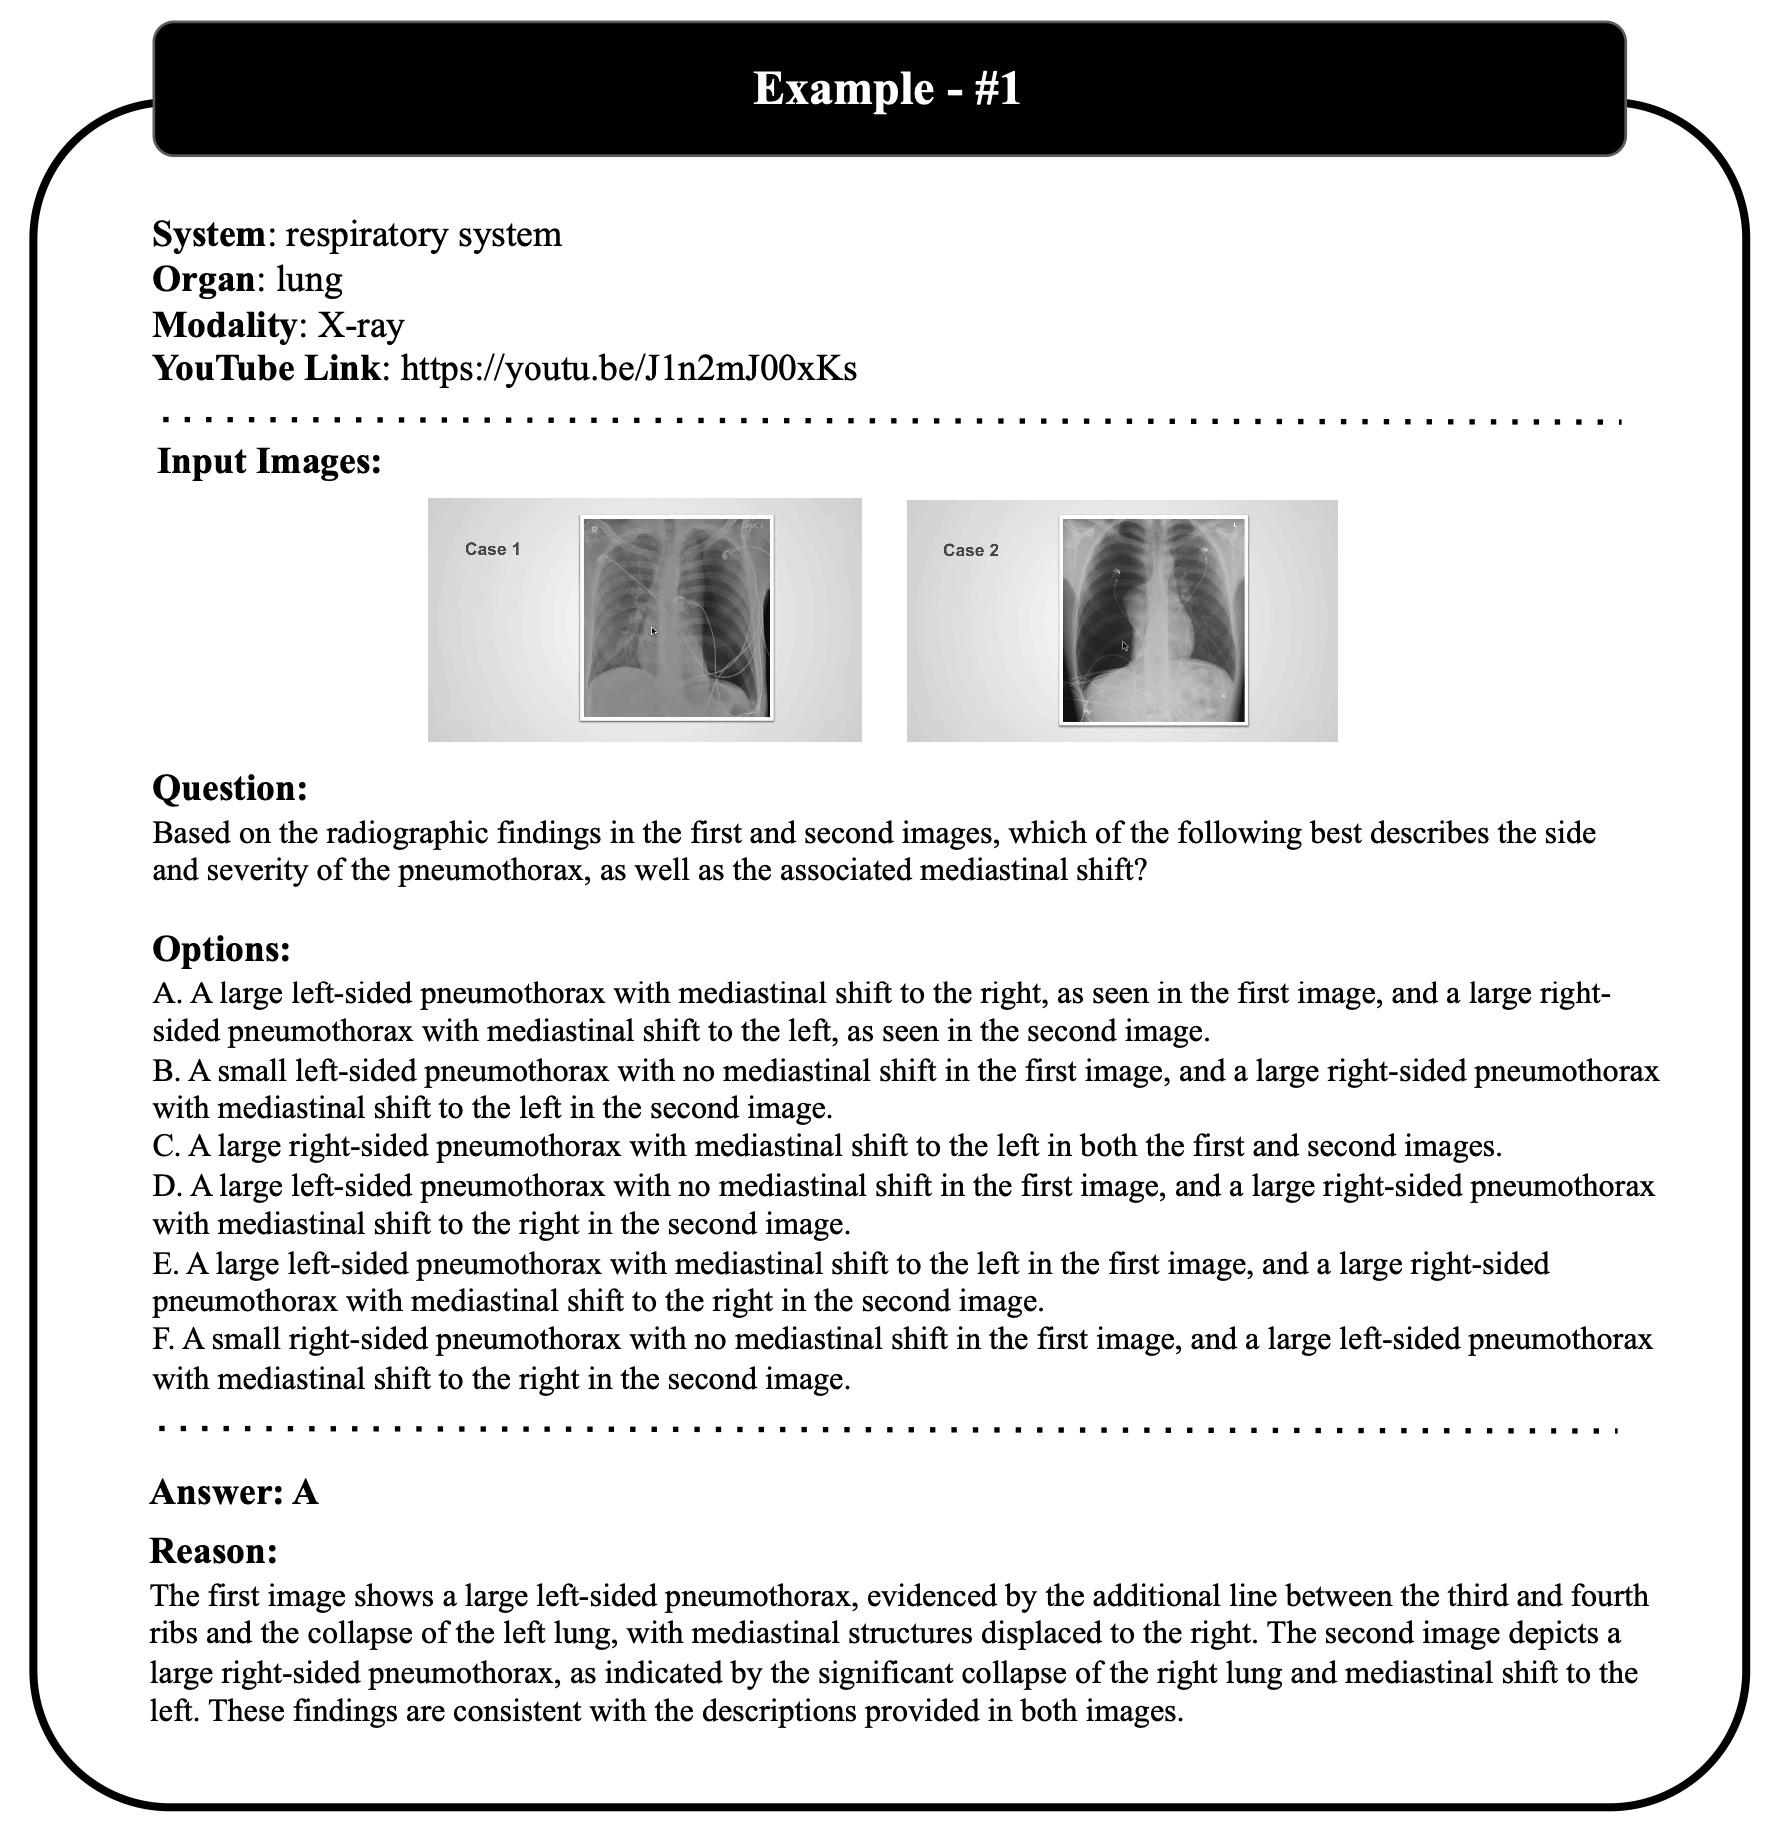 Example - #1
System: respiratory system
Organ: lung
Modality: X-ray
YouTube Link: https://youtu.be/J1n2mJ00xKs
Input Images:
Case 1
R
Case 2
L
Question:
Based on the radiographic findings in the first and second images, which of the following best describes the side
and severity of the pneumothorax, as well as the associated mediastinal shift?
Options:
A. A large left-sided pneumothorax with mediastinal shift to the right, as seen in the first image, and a large right-
sided pneumothorax with mediastinal shift to the left, as seen in the second image.
B. A small left-sided pneumothorax with no mediastinal shift in the first image, and a large right-sided pneumothorax
with mediastinal shift to the left in the second image.
C. A large right-sided pneumothorax with mediastinal shift to the left in both the first and second images.
D. A large left-sided pneumothorax with no mediastinal shift in the first image, and a large right-sided pneumothorax
with mediastinal shift to the right in the second image.
E. A large left-sided pneumothorax with mediastinal shift to the left in the first image, and a large right-sided
pneumothorax with mediastinal shift to the right in the second image.
F. A small right-sided pneumothorax with no mediastinal shift in the first image, and a large left-sided pneumothorax
with mediastinal shift to the right in the second image.
Answer: A
Reason:
The first image shows a large left-sided pneumothorax, evidenced by the additional line between the third and fourth
ribs and the collapse of the left lung, with mediastinal structures displaced to the right. The second image depicts a
large right-sided pneumothorax, as indicated by the significant collapse of the right lung and mediastinal shift to the
left. These findings are consistent with the descriptions provided in both images.